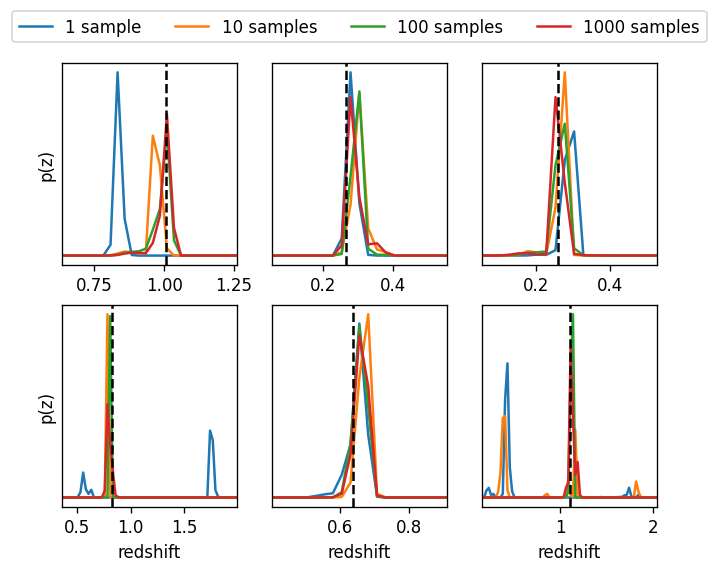 1 sample 10 samples 100 samples 1000 samples
p(z)
0.75 1.00 1.25
0.2 0.4
0.2 0.4
p(z)
0.5 1.0 1.5
0.6 0.8
1 2
redshift redshift redshift